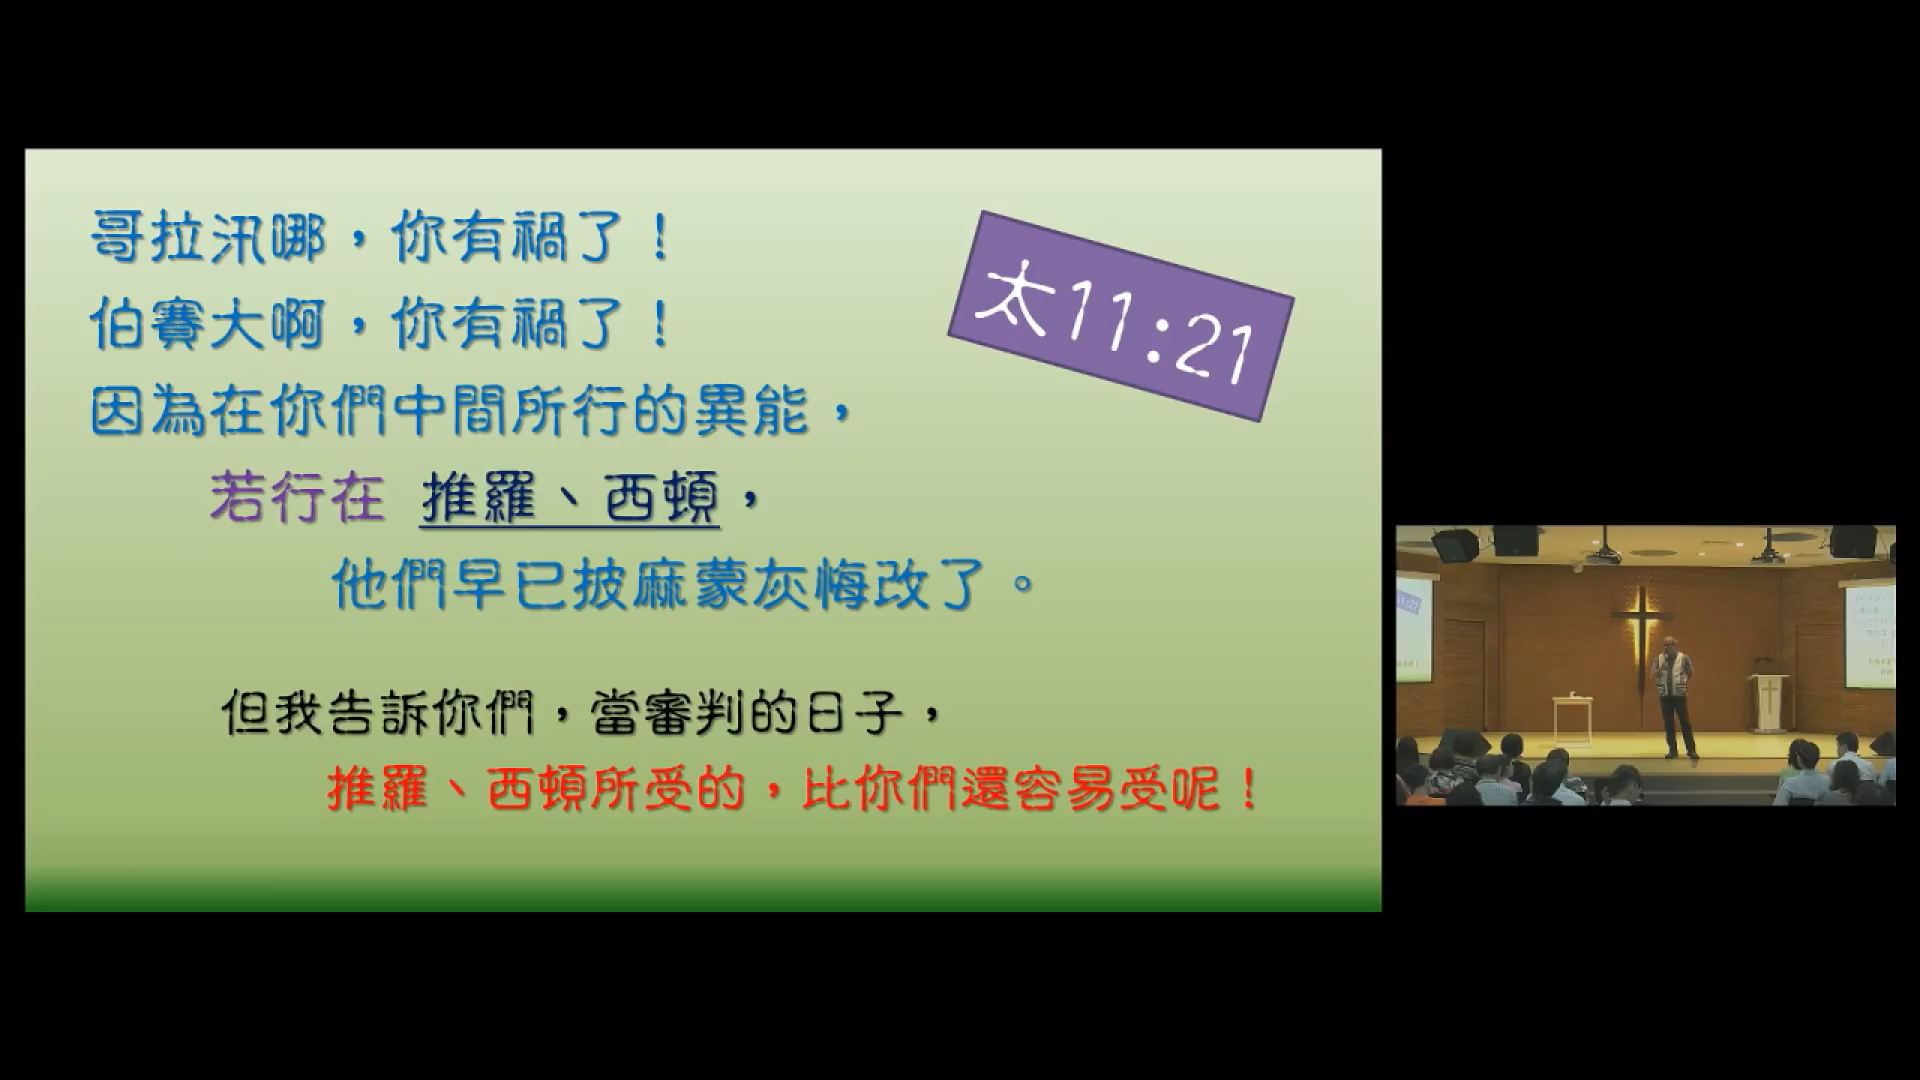 哥拉汛哪，你有禍了！
太11:21
伯賽大啊，你有禍了！
因為在你們中間所行的異能，
若行在 推羅、西頓，
他們早已披麻蒙灰悔改了。
但我告訴你們，當審判的日子，
推羅、西頓所受的，比你們還容易受呢！